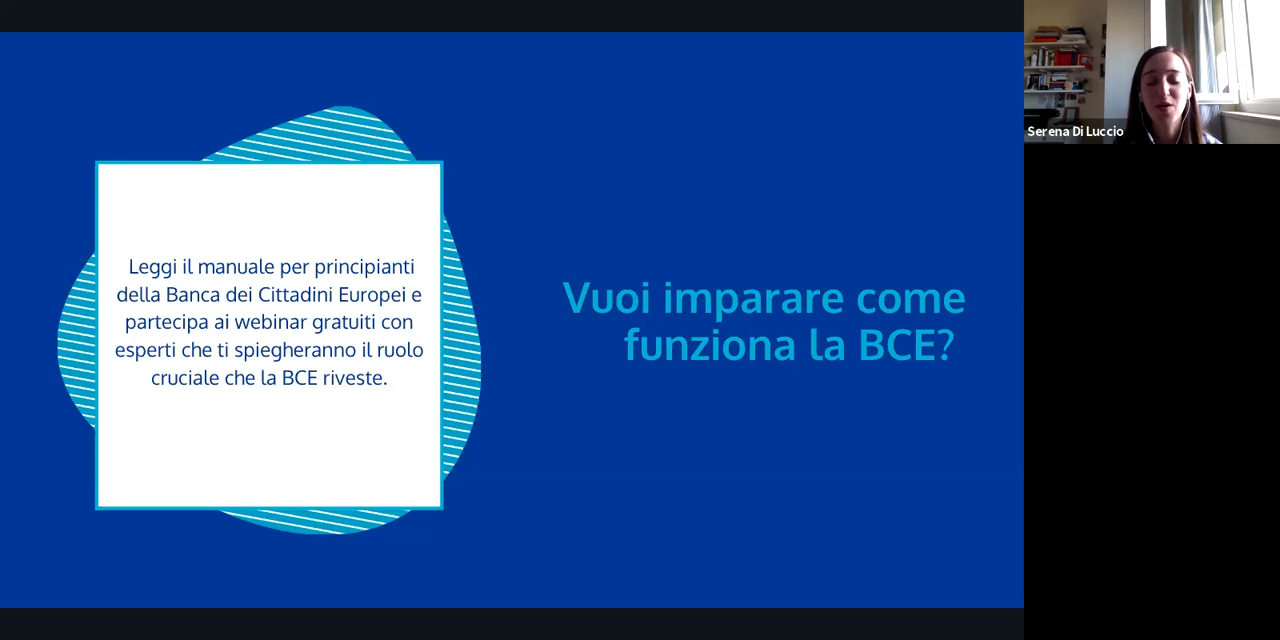 Leggi il manuale per principianti
della Banca dei Cittadini Europei e
partecipa ai webinar gratuiti con
esperti che ti spiegheranno il ruolo
cruciale che la BCE riveste.
Vuoi imparare come
funziona la BCE?
Serena Di Luccio